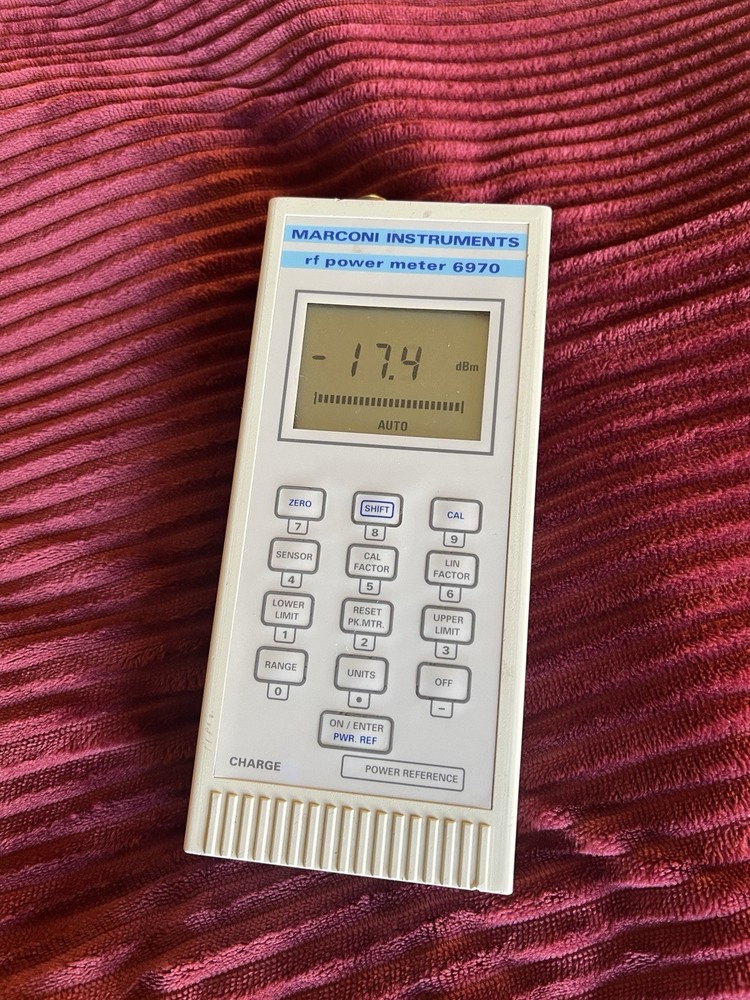 MARCONI INSTRUMENTS
rf power meter 6970
-17.4 dBm
AUTO
ZERO SHIFT CAL
7 8 9
SENSOR CAL FACTOR LIN FACTOR
4 5 6
LOWER LIMIT RESET PK.MTR. UPPER LIMIT
1 2 3
RANGE UNITS OFF
0 • –
ON / ENTER
PWR REF
CHARGE POWER REFERENCE